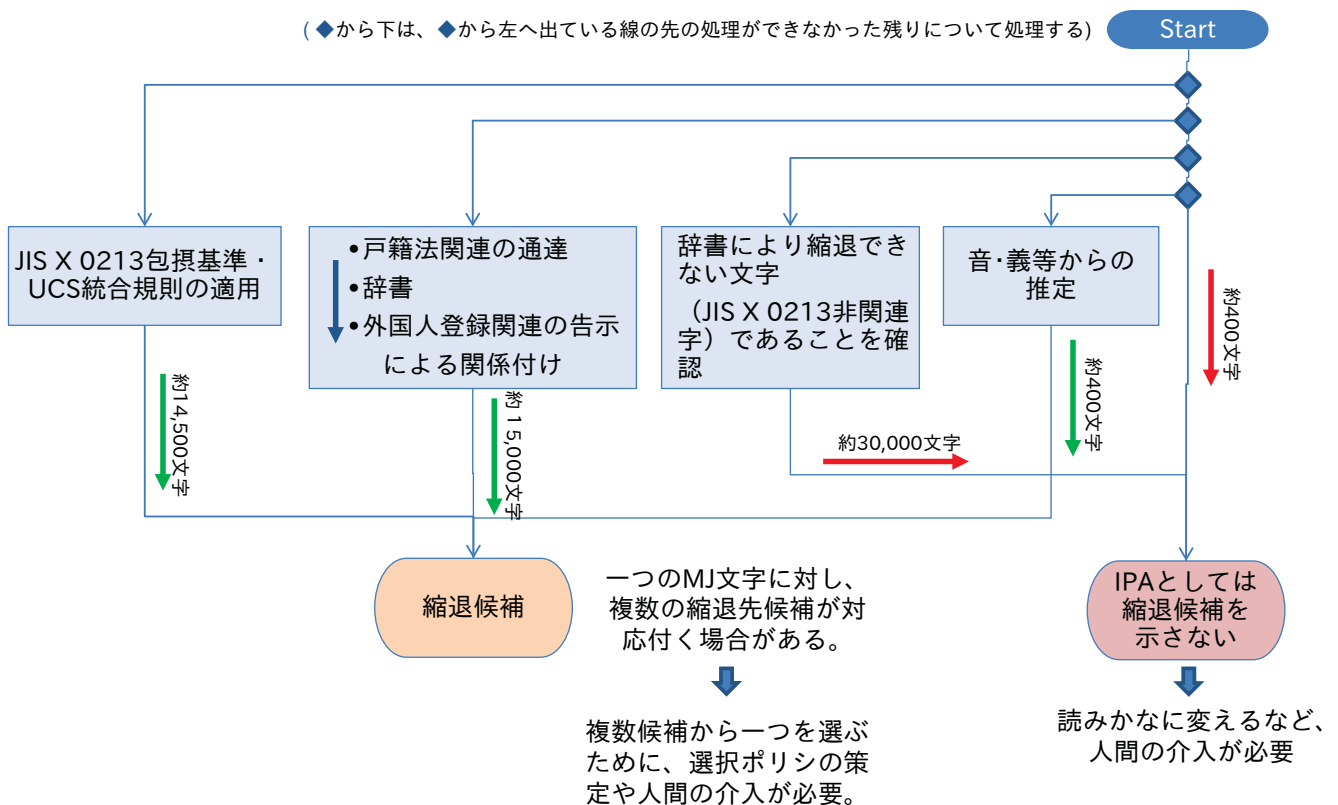 (◆から下は、◆から左へ出ている線の先の処理ができなかった残りについて処理する)
Start
JIS X 0213包摂基準・
UCS統合規則の適用
•戸籍法関連の通達
•辞書
•外国人登録関連の告示
による関係付け
辞書により縮退でき
ない文字
（JIS X 0213非関連
字）であることを確
認
音・義等からの
推定
約14,500文字
約15,000文字
約30,000文字
約400文字
約400文字
縮退候補
一つのMJ文字に対し、
複数の縮退先候補が対
応付く場合がある。
複数候補から一つを選ぶ
ために、選択ポリシの策
定や人間の介入が必要。
IPAとしては
縮退候補を
示さない
読みかなに変えるなど、
人間の介入が必要